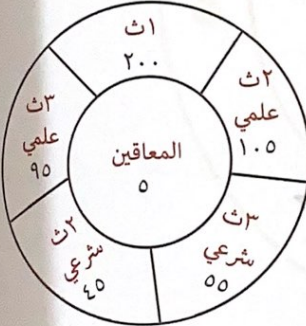 ١ث
٢٠٠
٢ث
علمي
١٠٥
٣ث
شرعي
٥٥
٢ث
شرعي
٤٥
٣ث
علمي
٩٥
المعاقين
٥